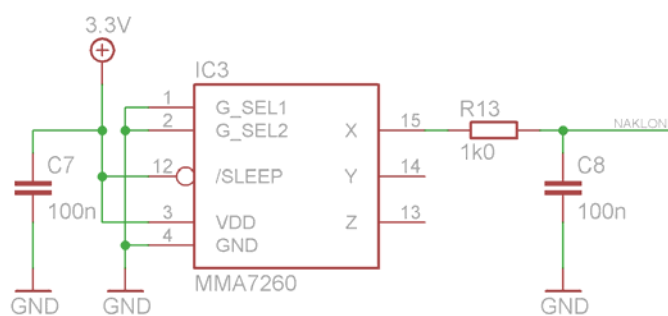 3.3V
IC3
1 G_SEL1
2 G_SEL2
X 15
R13
1k0
NAKLON
C7
100n
12 /SLEEP
Y 14
C8
100n
3 VDD
Z 13
4 GND
MMA7260
GND
GND
GND